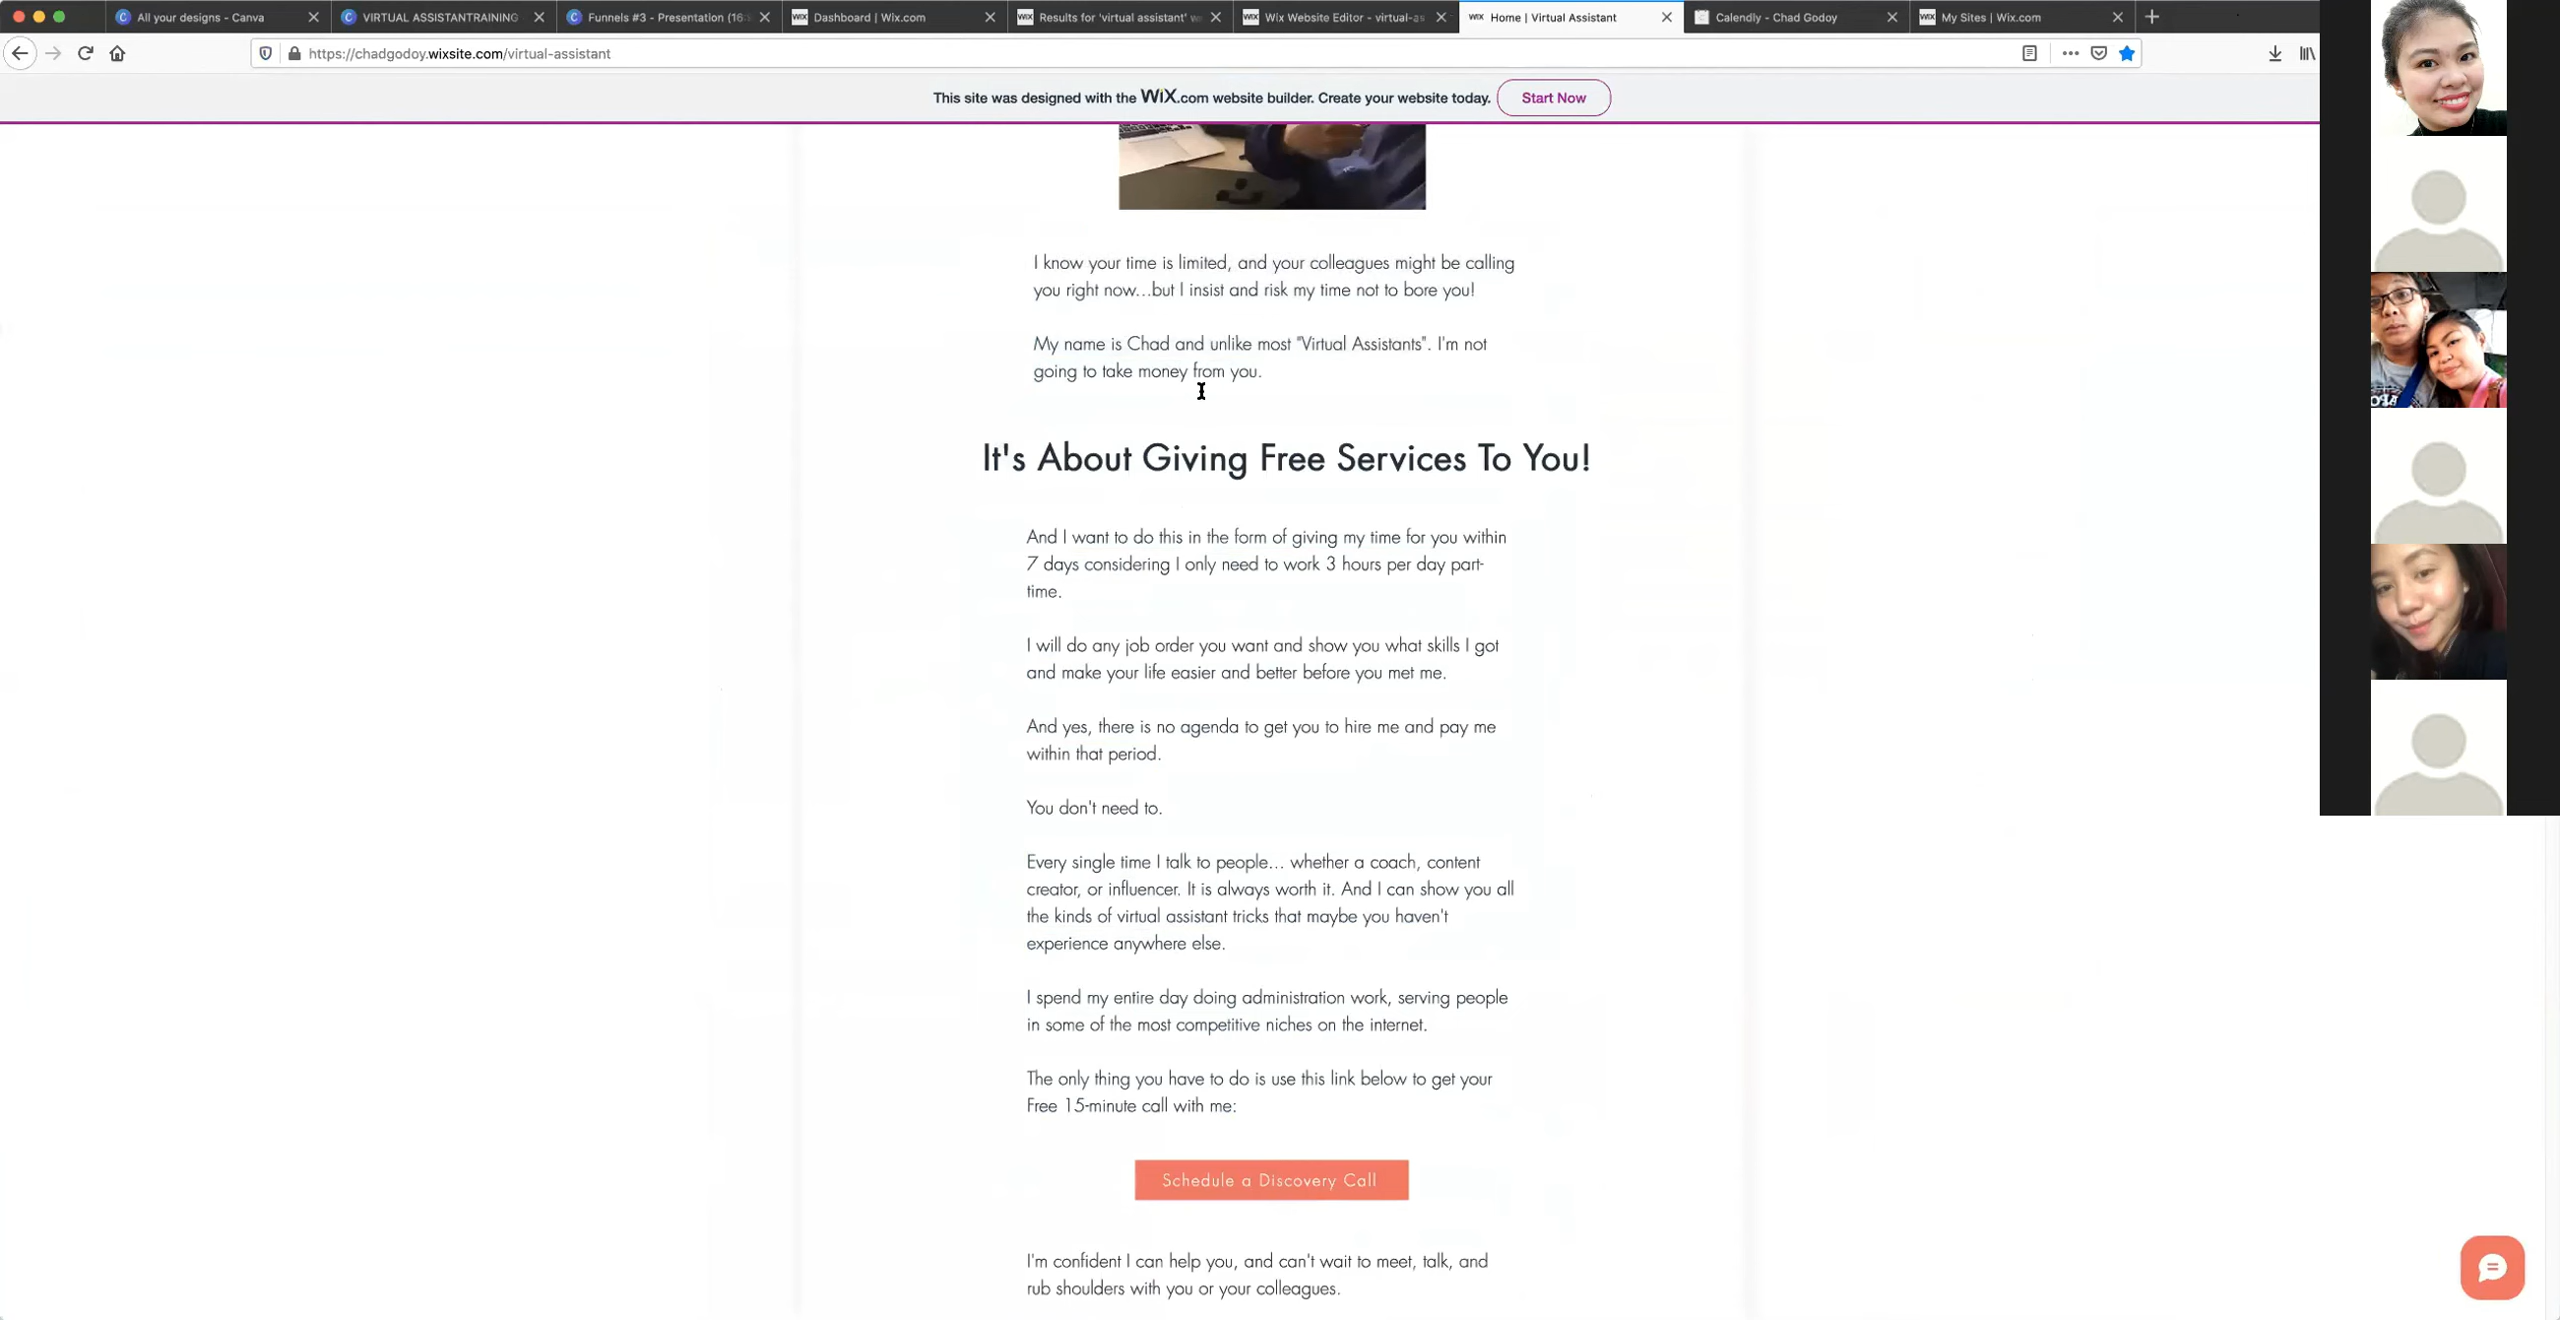 All your designs - Canva
VIRTUAL ASSISTANTRAINING
Funnels #3 - Presentation (16:
Dashboard | Wix.com
Results for 'virtual assistant' w
Wix Website Editor - virtual-as
Home | Virtual Assistant
Calendly - Chad Godoy
My Sites | Wix.com
https://chadgodoy.wixsite.com/virtual-assistant
This site was designed with the WiX.com website builder. Create your website today.
Start Now
I know your time is limited, and your colleagues might be calling
you right now...but I insist and risk my time not to bore you!
My name is Chad and unlike most "Virtual Assistants". I'm not
going to take money from you.
It's About Giving Free Services To You!
And I want to do this in the form of giving my time for you within
7 days considering I only need to work 3 hours per day part-
time.
I will do any job order you want and show you what skills I got
and make your life easier and better before you met me.
And yes, there is no agenda to get you to hire me and pay me
within that period.
You don't need to.
Every single time I talk to people... whether a coach, content
creator, or influencer. It is always worth it. And I can show you all
the kinds of virtual assistant tricks that maybe you haven't
experience anywhere else.
I spend my entire day doing administration work, serving people
in some of the most competitive niches on the internet.
The only thing you have to do is use this link below to get your
Free 15-minute call with me:
Schedule a Discovery Call
I'm confident I can help you, and can't wait to meet, talk, and
rub shoulders with you or your colleagues.